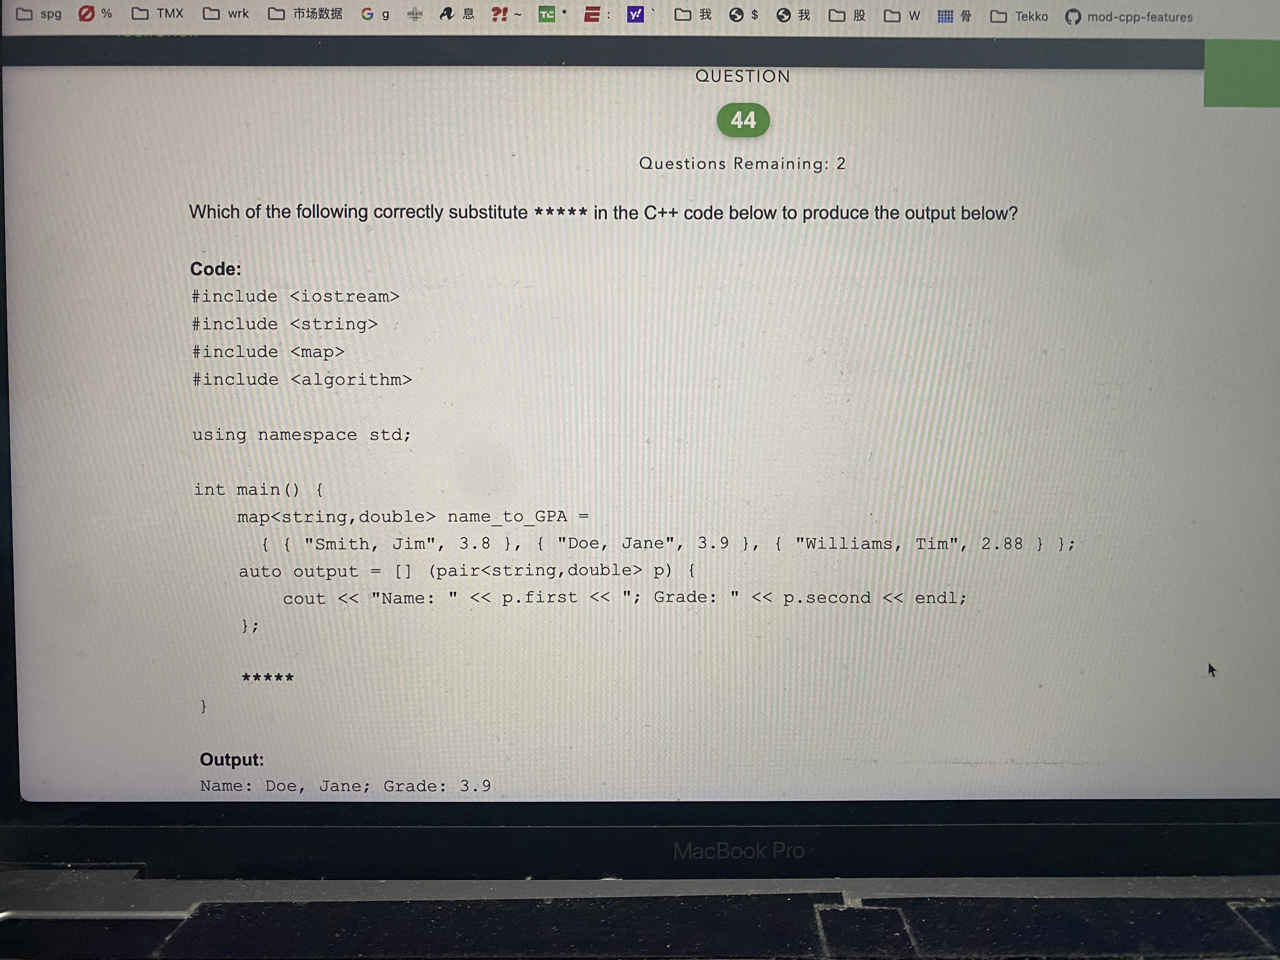 spg % TMX wrk 市场数据 g 息 ?! ~ TC * E : y! ` 我 $ 我 股 W 骨 Tekko mod-cpp-features
QUESTION
44
Questions Remaining: 2
Which of the following correctly substitute ***** in the C++ code below to produce the output below?
Code:
#include <iostream>
#include <string>
#include <map>
#include <algorithm>
using namespace std;
int main() {
map<string,double> name_to_GPA =
{ { "Smith, Jim", 3.8 }, { "Doe, Jane", 3.9 }, { "Williams, Tim", 2.88 } };
auto output = [] (pair<string,double> p) {
cout << "Name: " << p.first << "; Grade: " << p.second << endl;
};
*****
}
Output:
Name: Doe, Jane; Grade: 3.9
MacBook Pro